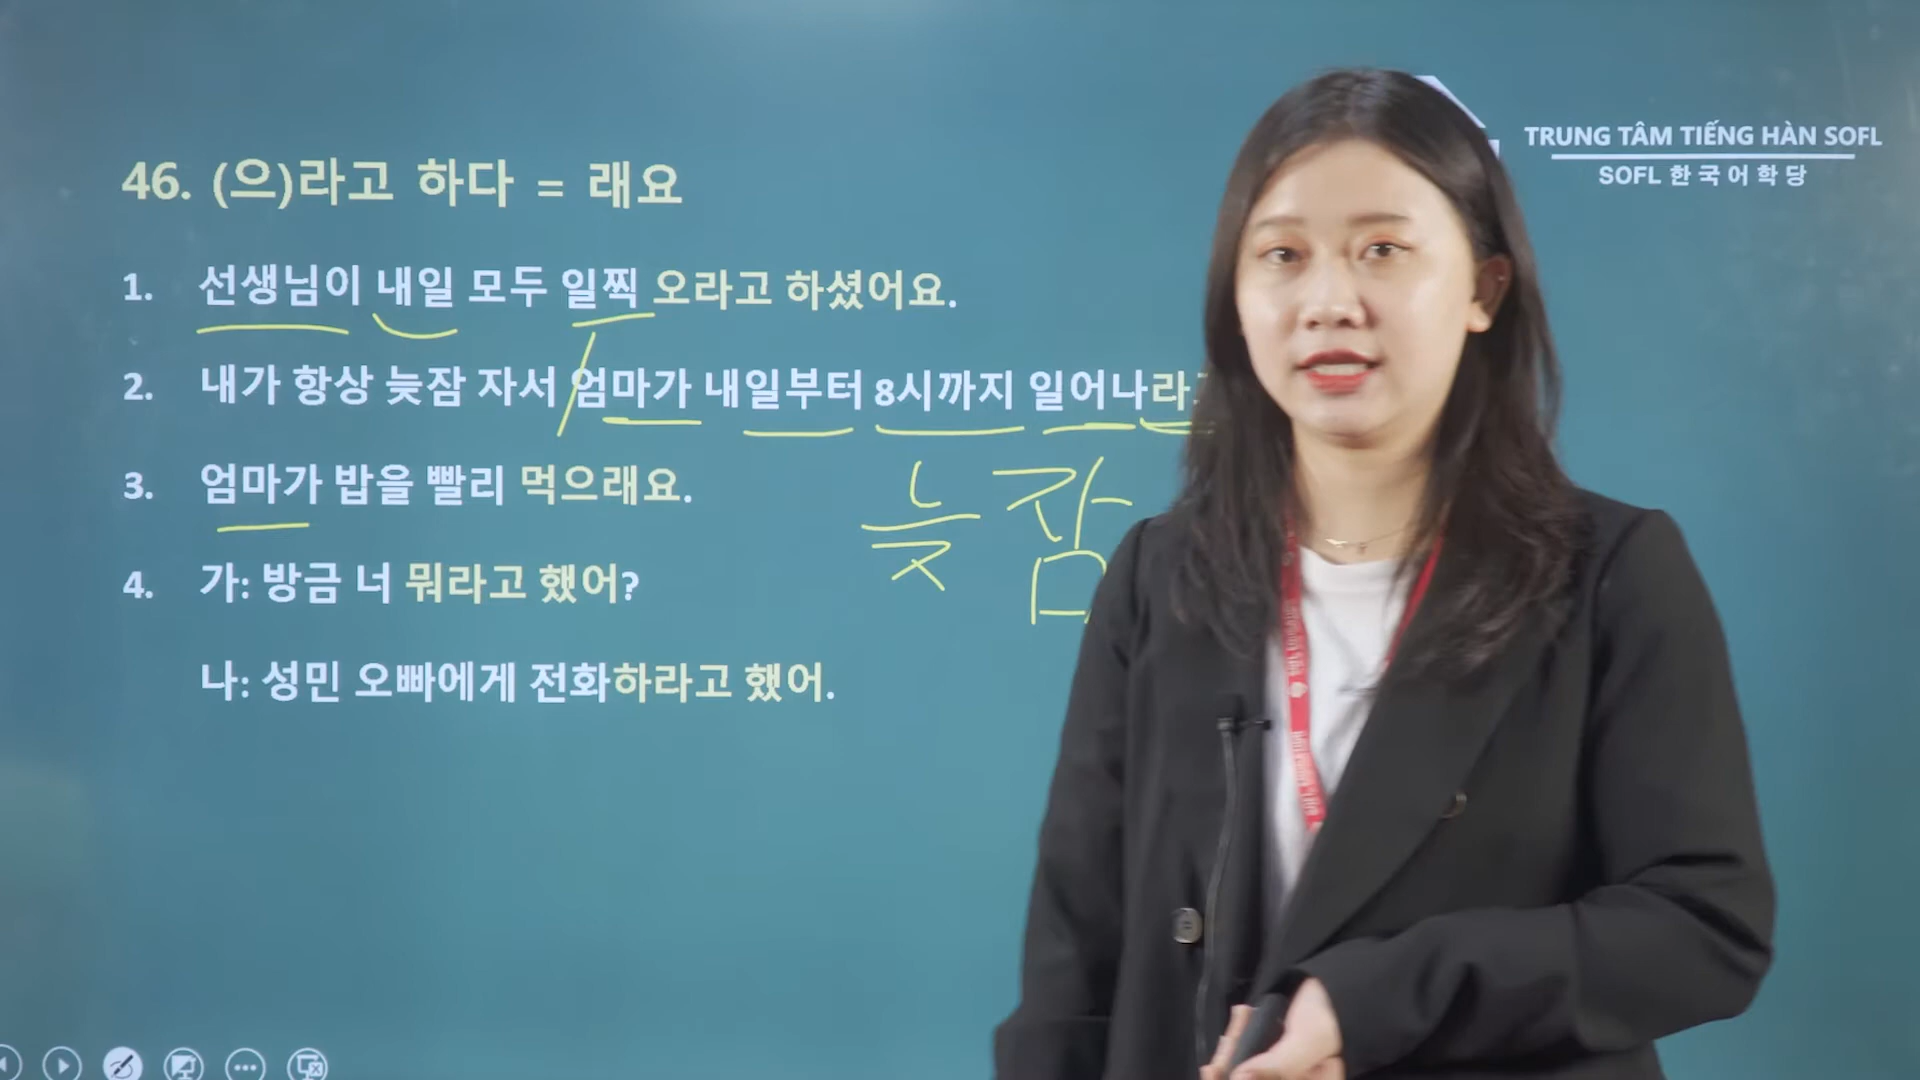 TRUNG TÂM TIẾNG HÀN SOFL
SOFL 한국어학당
46. (으)라고 하다 = 래요
1. 선생님이 내일 모두 일찍 오라고 하셨어요.
2. 내가 항상 늦잠 자서 엄마가 내일부터 8시까지 일어나라
늦잠
3. 엄마가 밥을 빨리 먹으래요.
4. 가: 방금 너 뭐라고 했어?
나: 성민 오빠에게 전화하라고 했어.